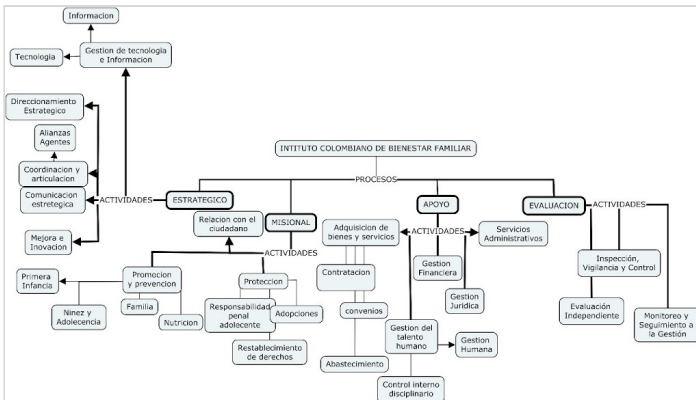 Informacion
Gestion de tecnologia
e Informacion
Tecnologia
Direccionamiento
Estrategico
Alianzas
Agentes
Coordinacion y
articulacion
Comunicacion
estretegica
Mejora e
Inovacion
ACTIVIDADES
INTITUTO COLOMBIANO DE BIENESTAR FAMILIAR
PROCESOS
ESTRATEGICO
MISIONAL
APOYO
EVALUACION
ACTIVIDADES
Relacion con el
ciudadano
ACTIVIDADES
Promocion
y prevencion
Primera
Infancia
Ninez y
Adolecencia
Familia
Nutricion
Proteccion
Responsabilidad
penal
adolecente
Adopciones
Restablecimiento
de derechos
ACTIVIDADES
Adquisicion de
bienes y servicios
Contratacion
convenios
Abastecimiento
Gestion
Financiera
Servicios
Administrativos
Gestion
Juridica
Gestion del
talento
humano
Gestion
Humana
Control interno
disciplinario
Inspección,
Vigilancia y Control
Evaluación
Independiente
Monitoreo y
Seguimiento a
la Gestión